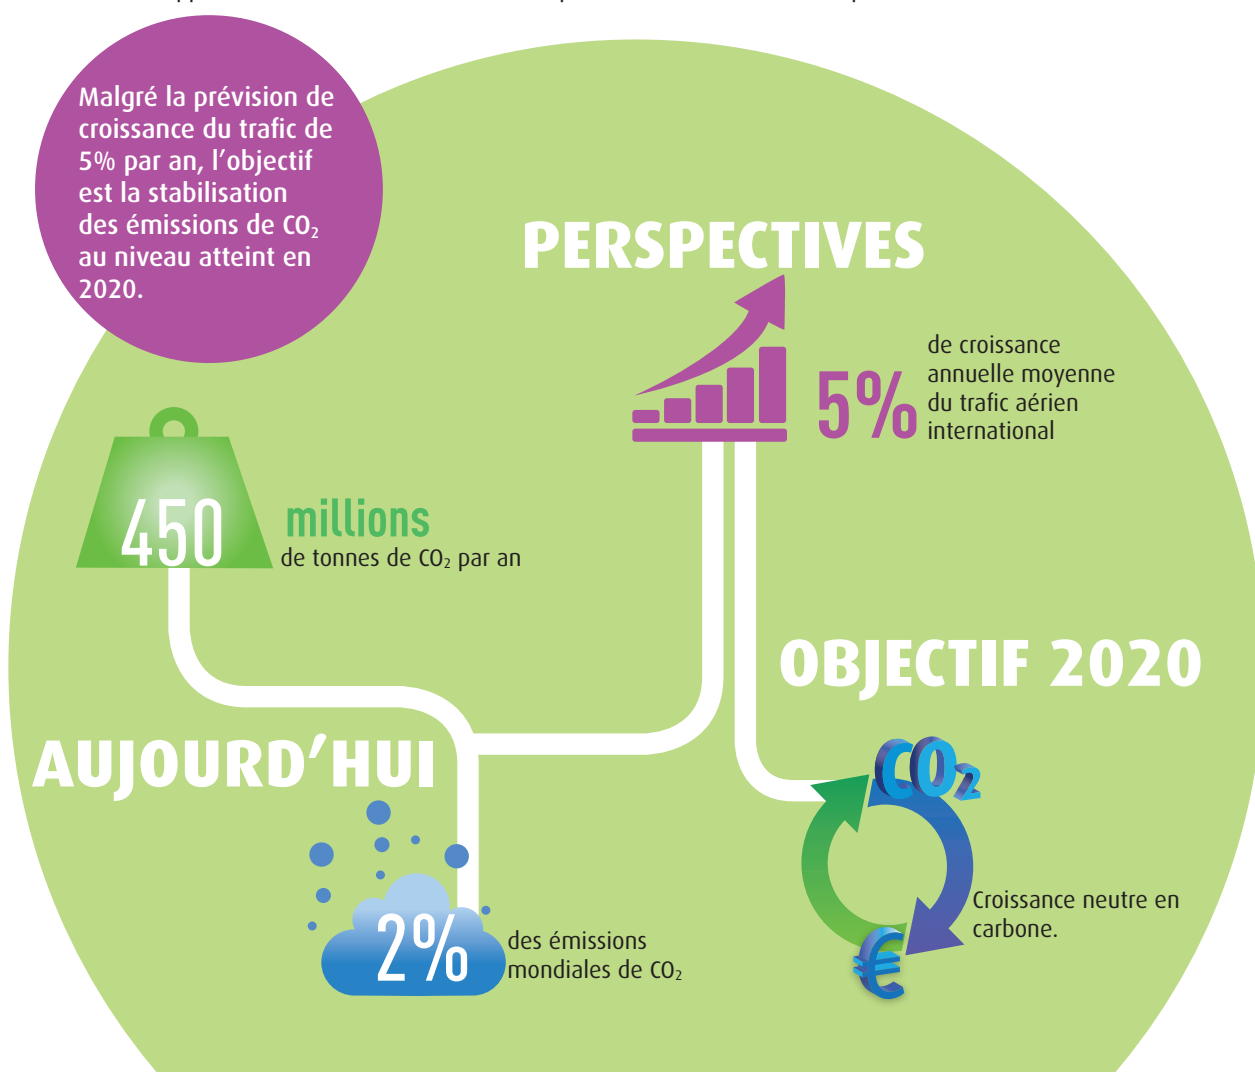 Malgré la prévision de
croissance du trafic de
5% par an, l’objectif
est la stabilisation
des émissions de CO₂
au niveau atteint en
2020.
PERSPECTIVES
5%
de croissance
annuelle moyenne
du trafic aérien
international
450
millions
de tonnes de CO₂ par an
OBJECTIF 2020
AUJOURD’HUI
CO₂
€
Croissance neutre en
carbone.
2%
des émissions
mondiales de CO₂